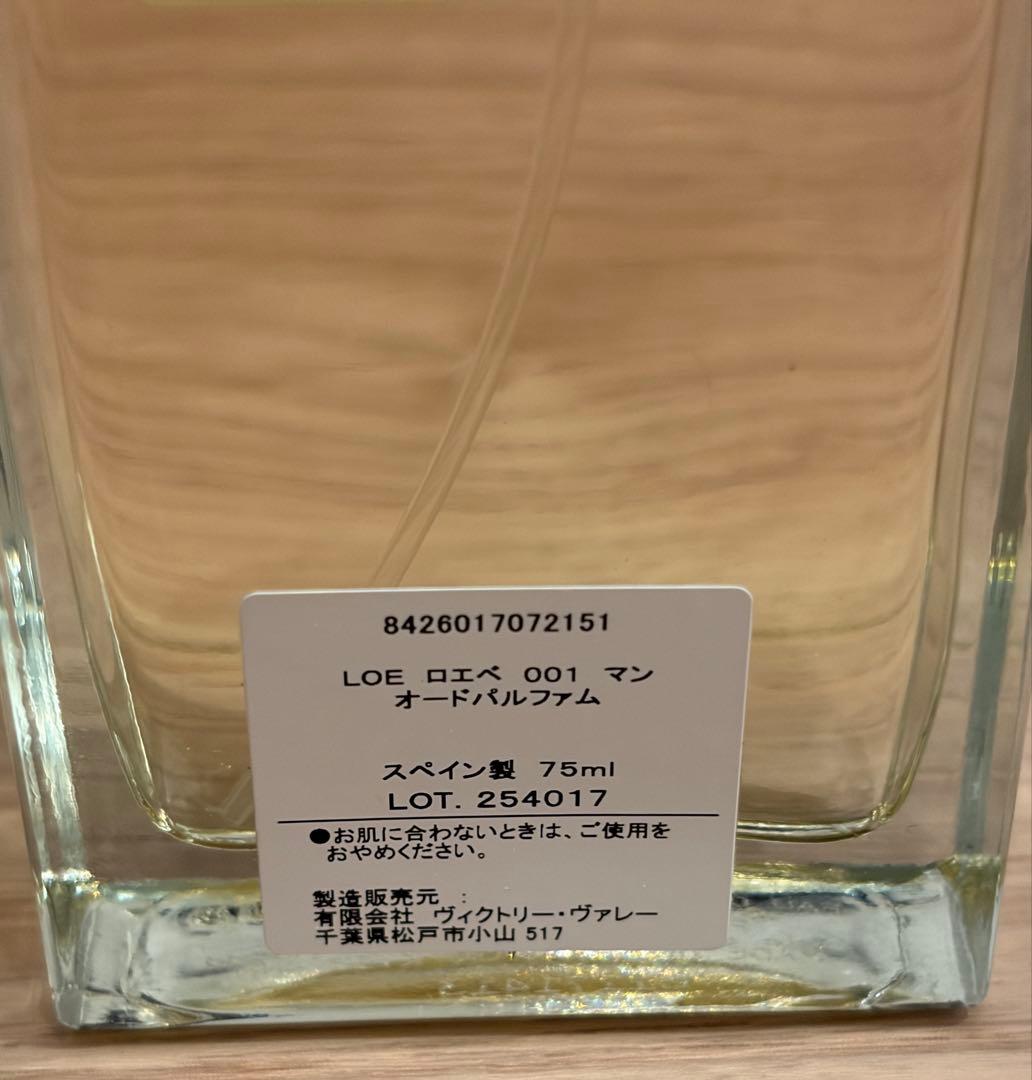 8426017072151
LOE ロエベ 001 マン
オードパルファム
スペイン製 75ml
LOT. 254017
●お肌に合わないときは、ご使用を
おやめください。
製造販売元 :
有限会社 ヴィクトリー・ヴァレー
千葉県松戸市小山 517